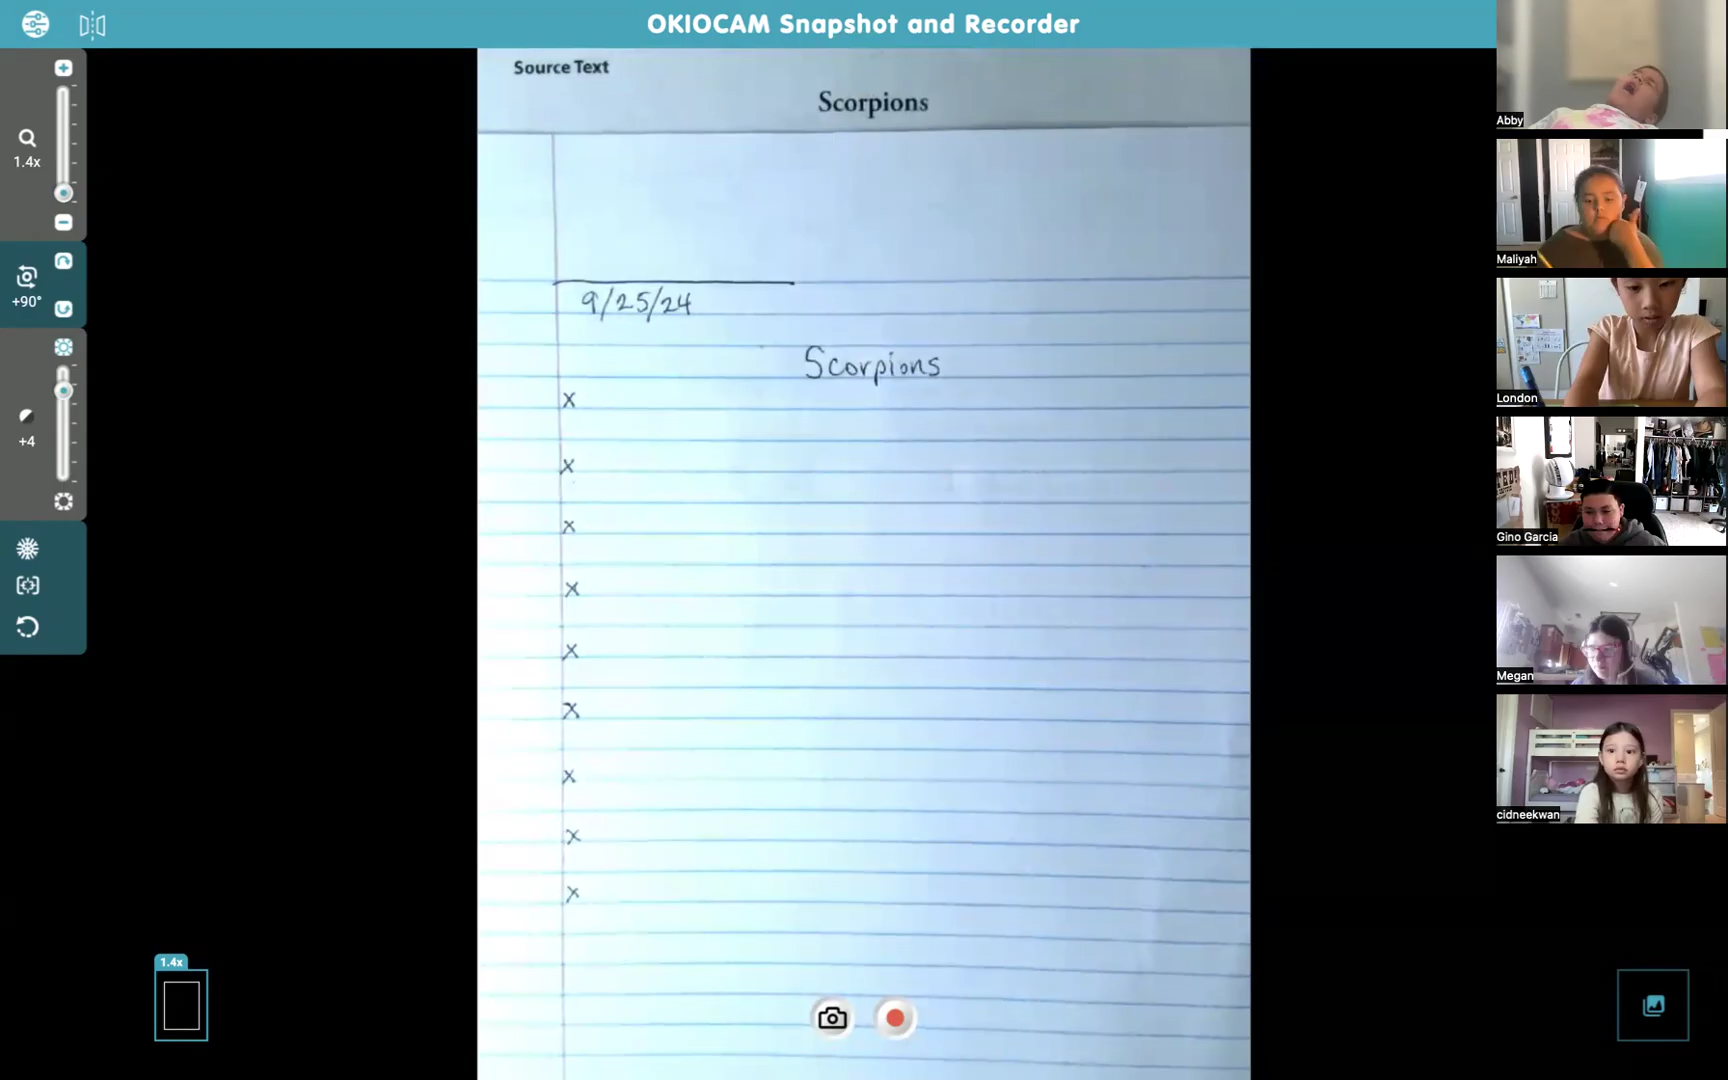 OKIOCAM Snapshot and Recorder
Source Text
Scorpions
9/25/24
Scorpions
x
x
x
x
x
x
x
x
x
1.4x
+90°
+4
1.4x
Abby
Maliyah
London
Gino Garcia
Megan
cidneekwan